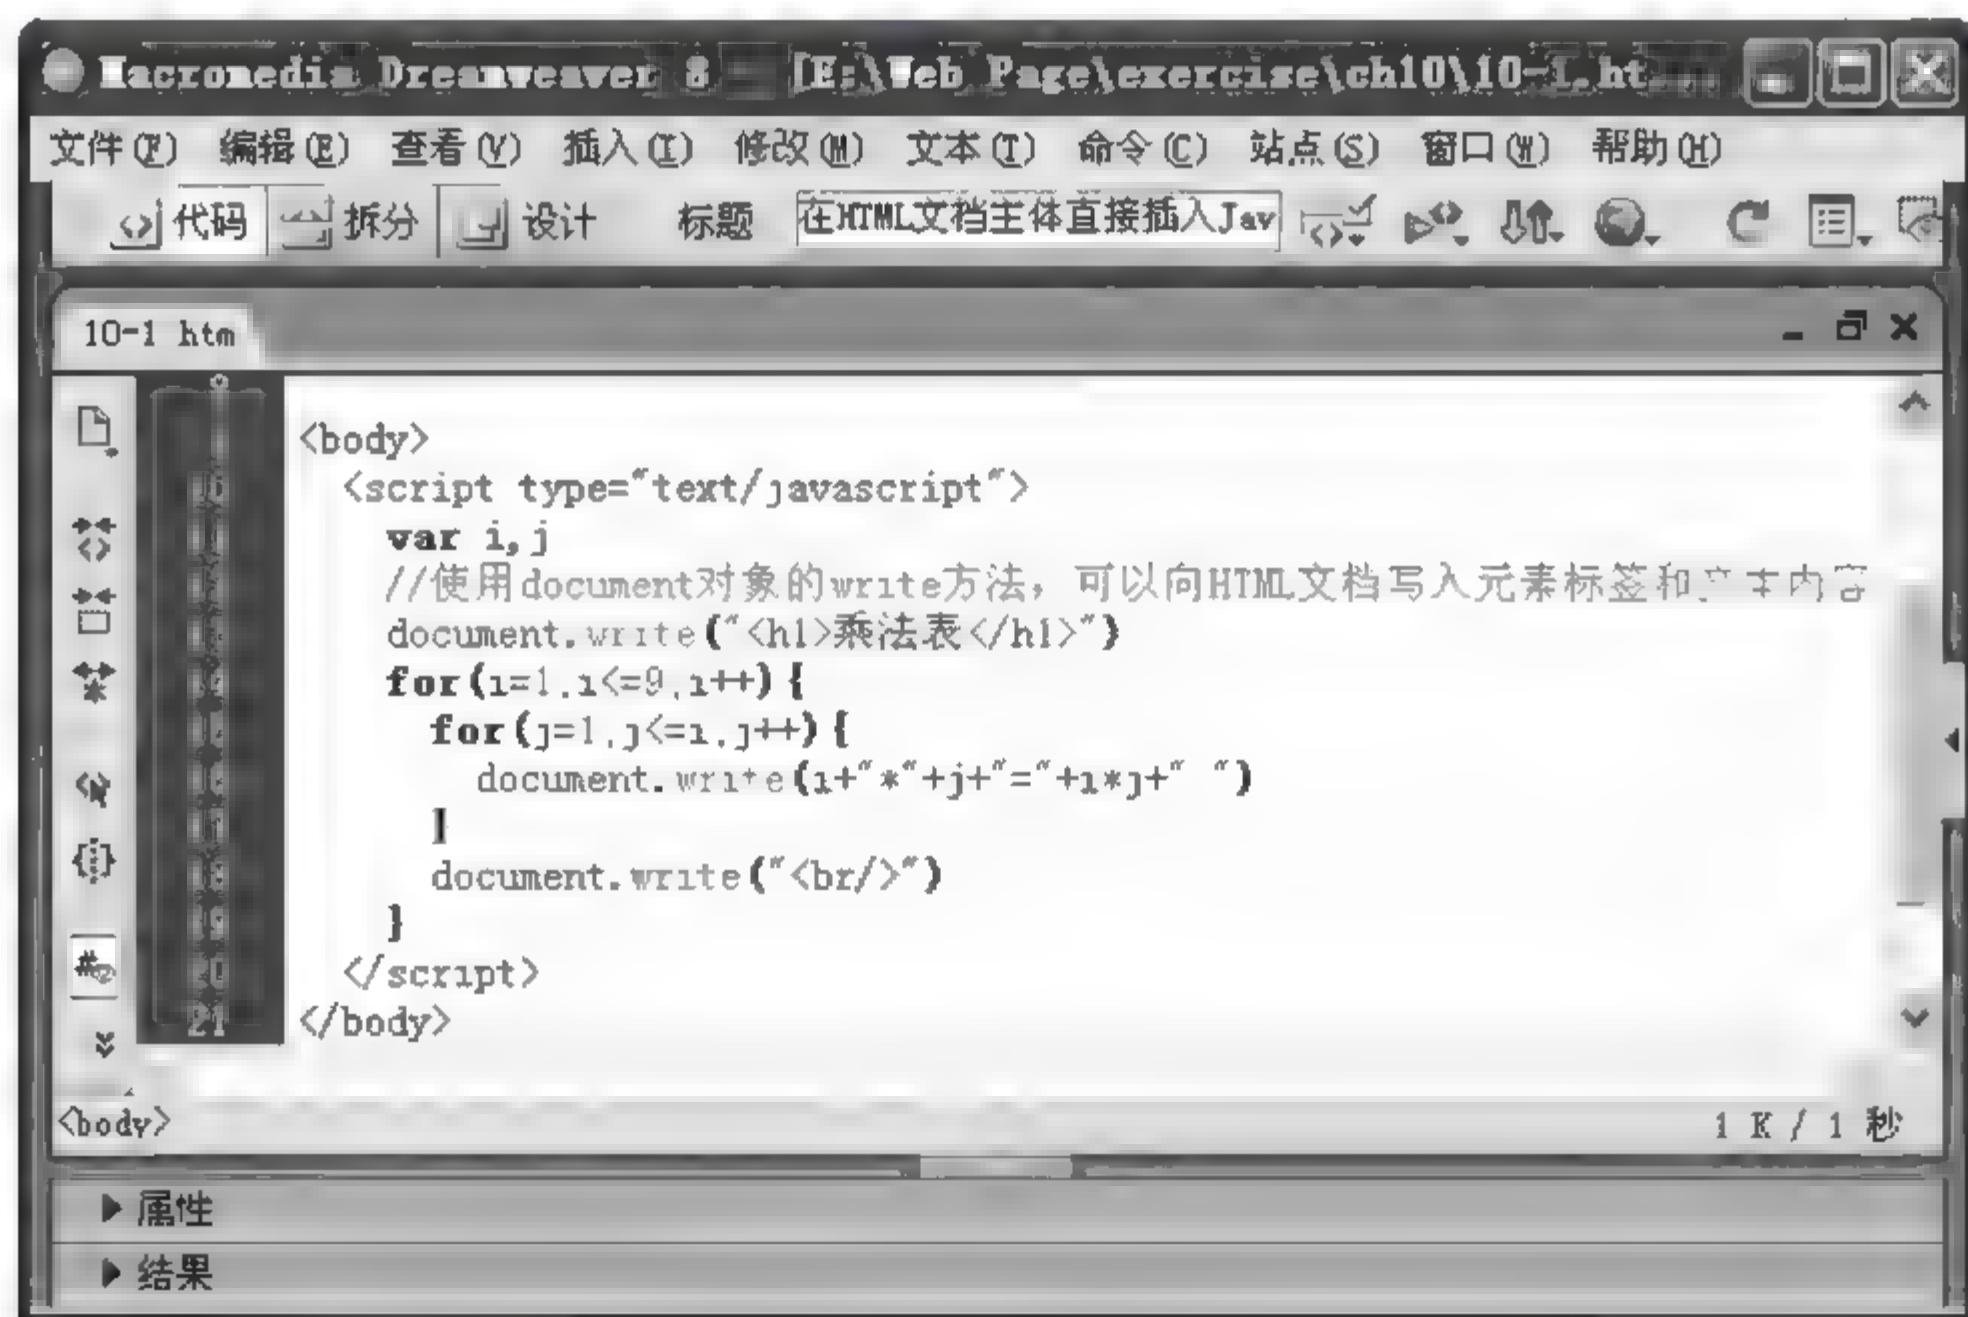 Macromedia Dreamweaver 8 - [E:\Web Page\exercise\ch10\10-1.ht
文件(F) 编辑(E) 查看(V) 插入(I) 修改(M) 文本(T) 命令(C) 站点(S) 窗口(W) 帮助(H)
代码 拆分 设计 标题 在HTML文档主体直接插入Jav
10-1 htm
<body>
<script type="text/javascript">
var i,j
//使用document对象的write方法，可以向HTML文档写入元素标签和文本内容
document.write("<h1>乘法表</h1>")
for(i=1;i<=9;i++){
for(j=1;j<=i;j++){
document.write(i+"*"+j+"="+i*j+" ")
}
document.write("<br/>")
}
</script>
21 </body>
<body> 1 K / 1 秒
属性
结果